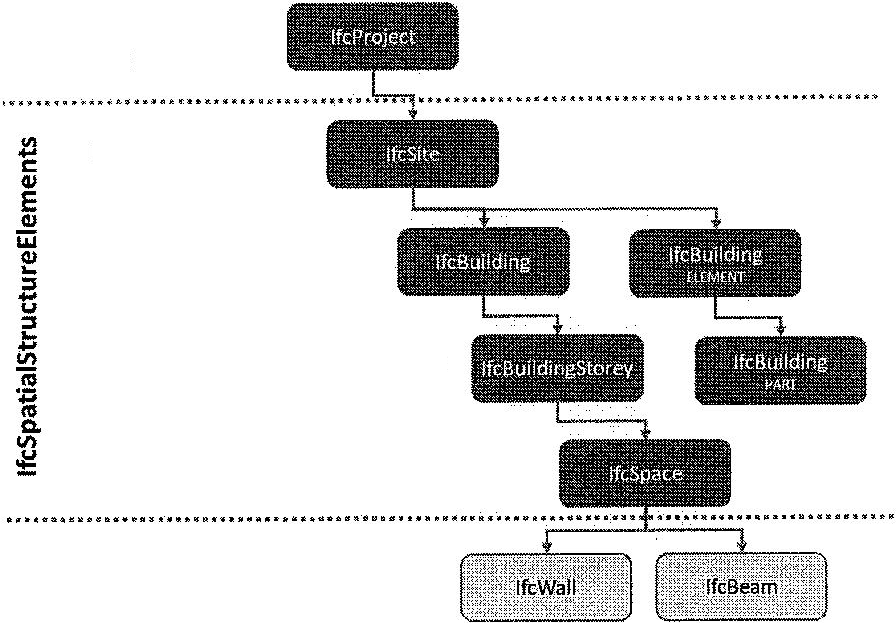 IfcProject
IfcSpatialStructureElements
IfcSite
IfcBuilding
IfcBuilding
ELEMENT
IfcBuildingStorey
IfcBuilding
PART
IfcSpace
IfcWall
IfcBeam